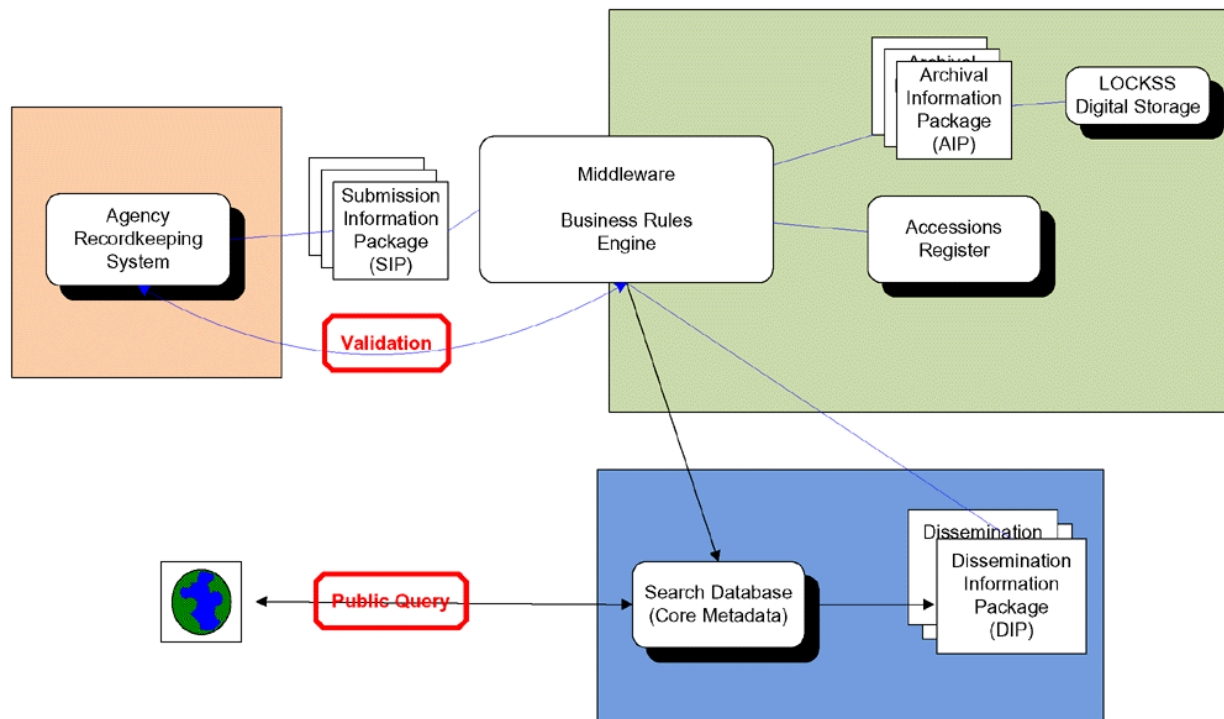 Archival
Archival
Information
Package
(AIP)
LOCKSS
Digital Storage
Middleware
Business Rules
Engine
Submission
Information
Package
(SIP)
Agency
Recordkeeping
System
Accessions
Register
Validation
Dissemination
Dissemination
Information
Package
(DIP)
Search Database
(Core Metadata)
Public Query